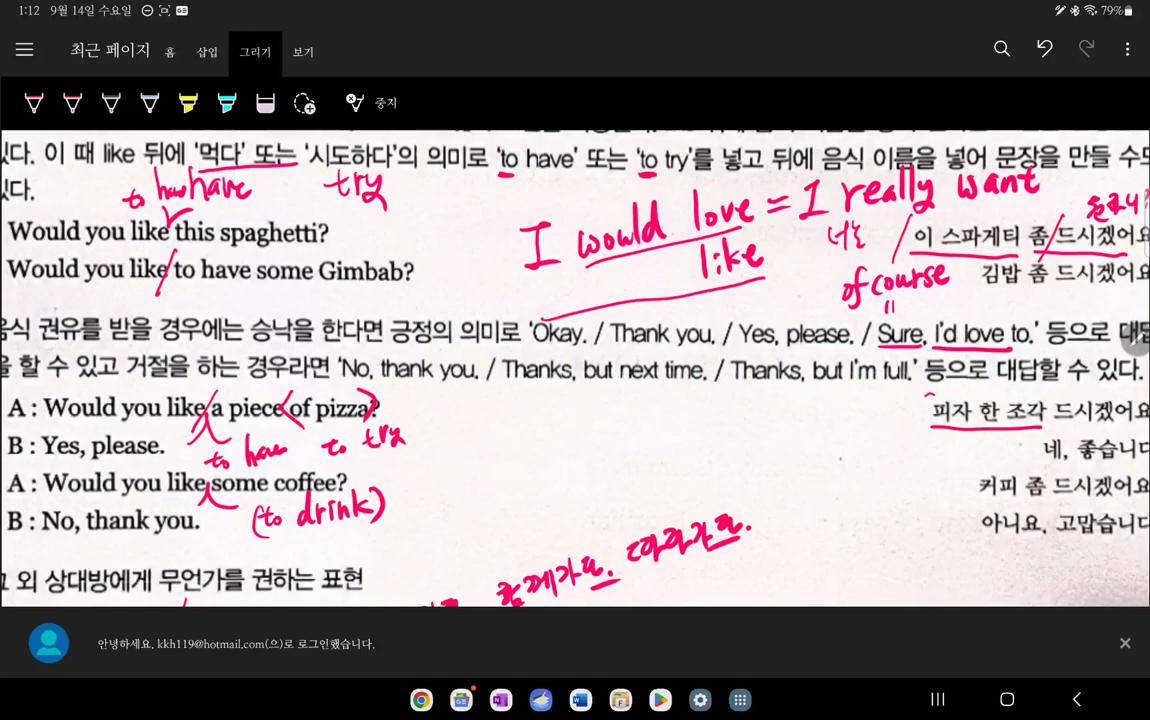 1:12 9월 14일 수요일 79%
최근 페이지 홈 삽입 그리기 보기
중지
있다. 이 때 like 뒤에 '먹다' 또는 '시도하다'의 의미로 'to have' 또는 'to try'를 넣고 뒤에 음식 이름을 넣어 문장을 만들 수도
있다.
to have try
I would love = I really want
like
너는
of course
"
Would you like this spaghetti? 이 스파게티 좀 드시겠어요
Would you like to have some Gimbab? 김밥 좀 드시겠어요
음식 권유를 받을 경우에는 승낙을 한다면 긍정의 의미로 'Okay. / Thank you. / Yes, please. / Sure, I'd love to.' 등으로 대답
을 할 수 있고 거절을 하는 경우라면 'No, thank you. / Thanks, but next time. / Thanks, but I'm full.' 등으로 대답할 수 있다.
A : Would you like a piece of pizza? 피자 한 조각 드시겠어요
B : Yes, please. 네, 좋습니다
to have to try
A : Would you like some coffee? 커피 좀 드시겠어요
(to drink)
B : No, thank you. 아니요, 고맙습니다
함께가면. 따라가면.
그 외 상대방에게 무언가를 권하는 표현
안녕하세요. kkh119@hotmail.com(으)로 로그인했습니다.